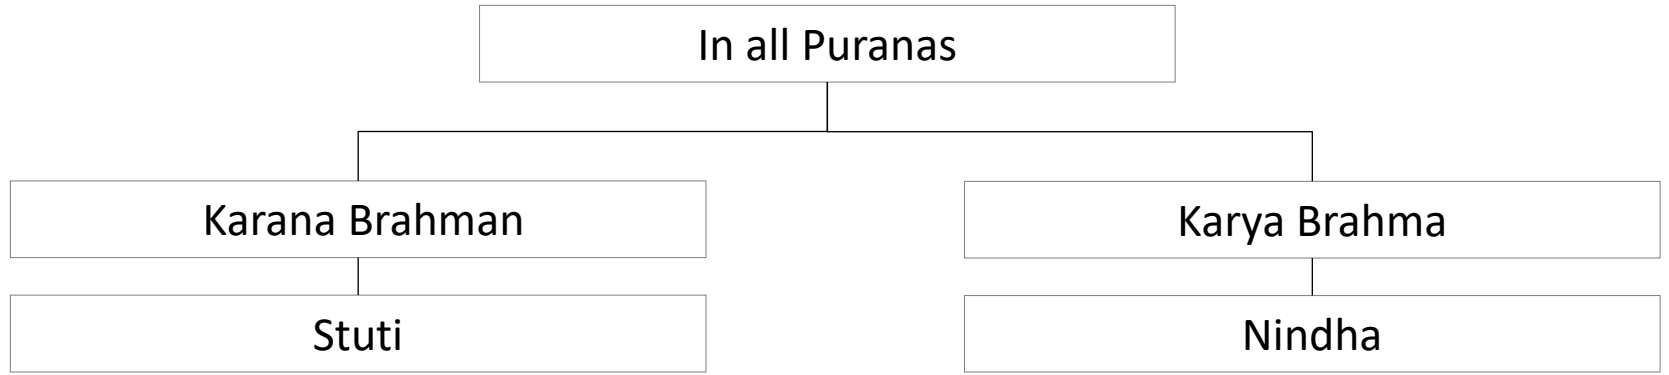 In all Puranas
Karana Brahman
Karya Brahma
Stuti
Nindha